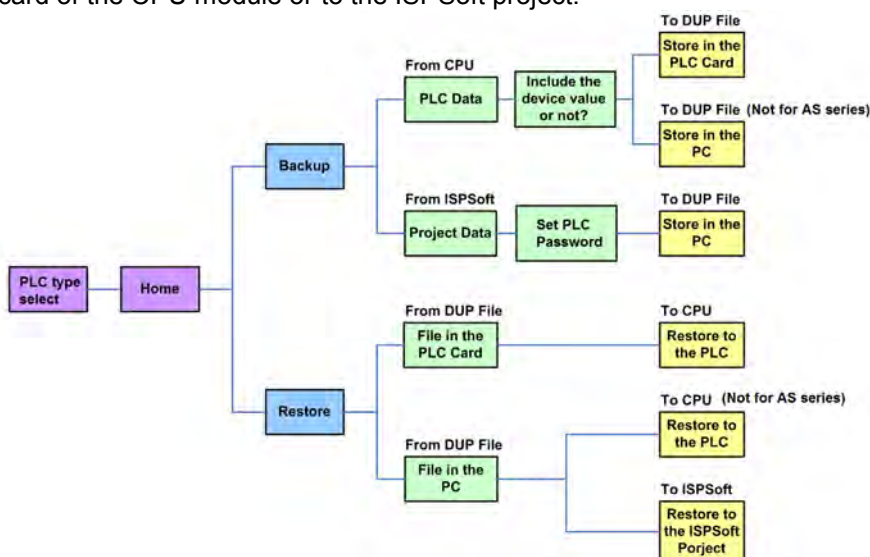 card of the CPU module or to the ISPSoft project.
To DUP File
Store in the
PLC Card
From CPU
PLC Data
Include the
device value
or not?
To DUP File (Not for AS series)
Store in the
PC
Backup
From ISPSoft
Project Data
Set PLC
Password
To DUP File
Store in the
PC
PLC type
select
Home
From DUP File
File in the
PLC Card
To CPU
Restore to
the PLC
Restore
To CPU (Not for AS series)
Restore to
the PLC
From DUP File
File in the
PC
To ISPSoft
Restore to
the ISPSoft
Porject